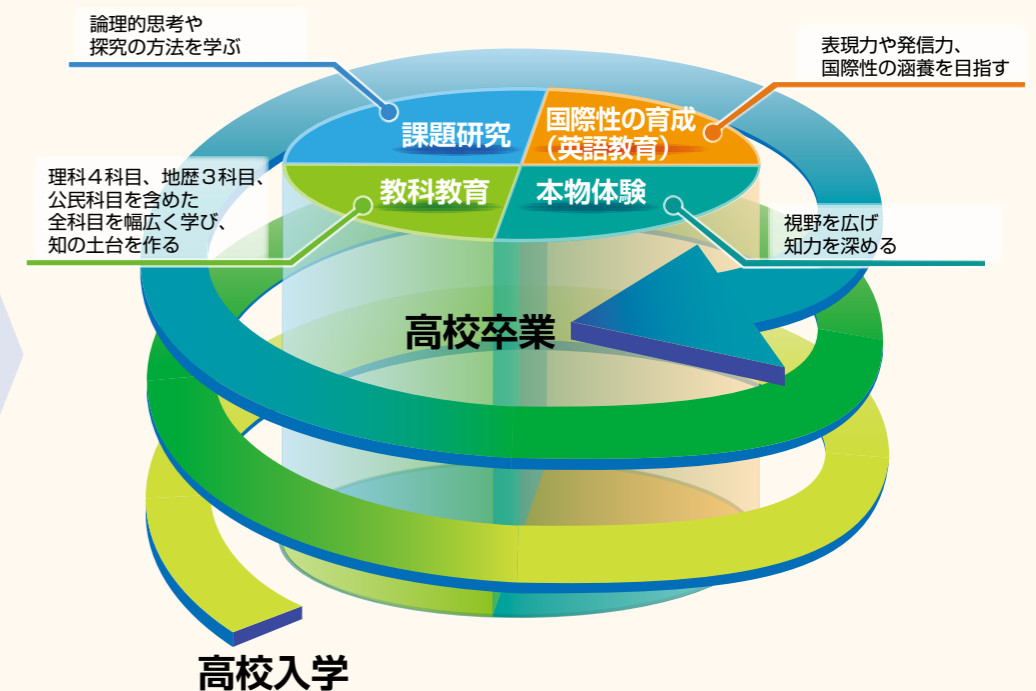 論理的思考や
探究の方法を学ぶ
表現力や発信力、
国際性の涵養を目指す
課題研究
国際性の育成
（英語教育）
理科４科目、地歴３科目、
公民科目を含めた
全科目を幅広く学び、
知の土台を作る
教科教育
本物体験
視野を広げ
知力を深める
高校卒業
高校入学